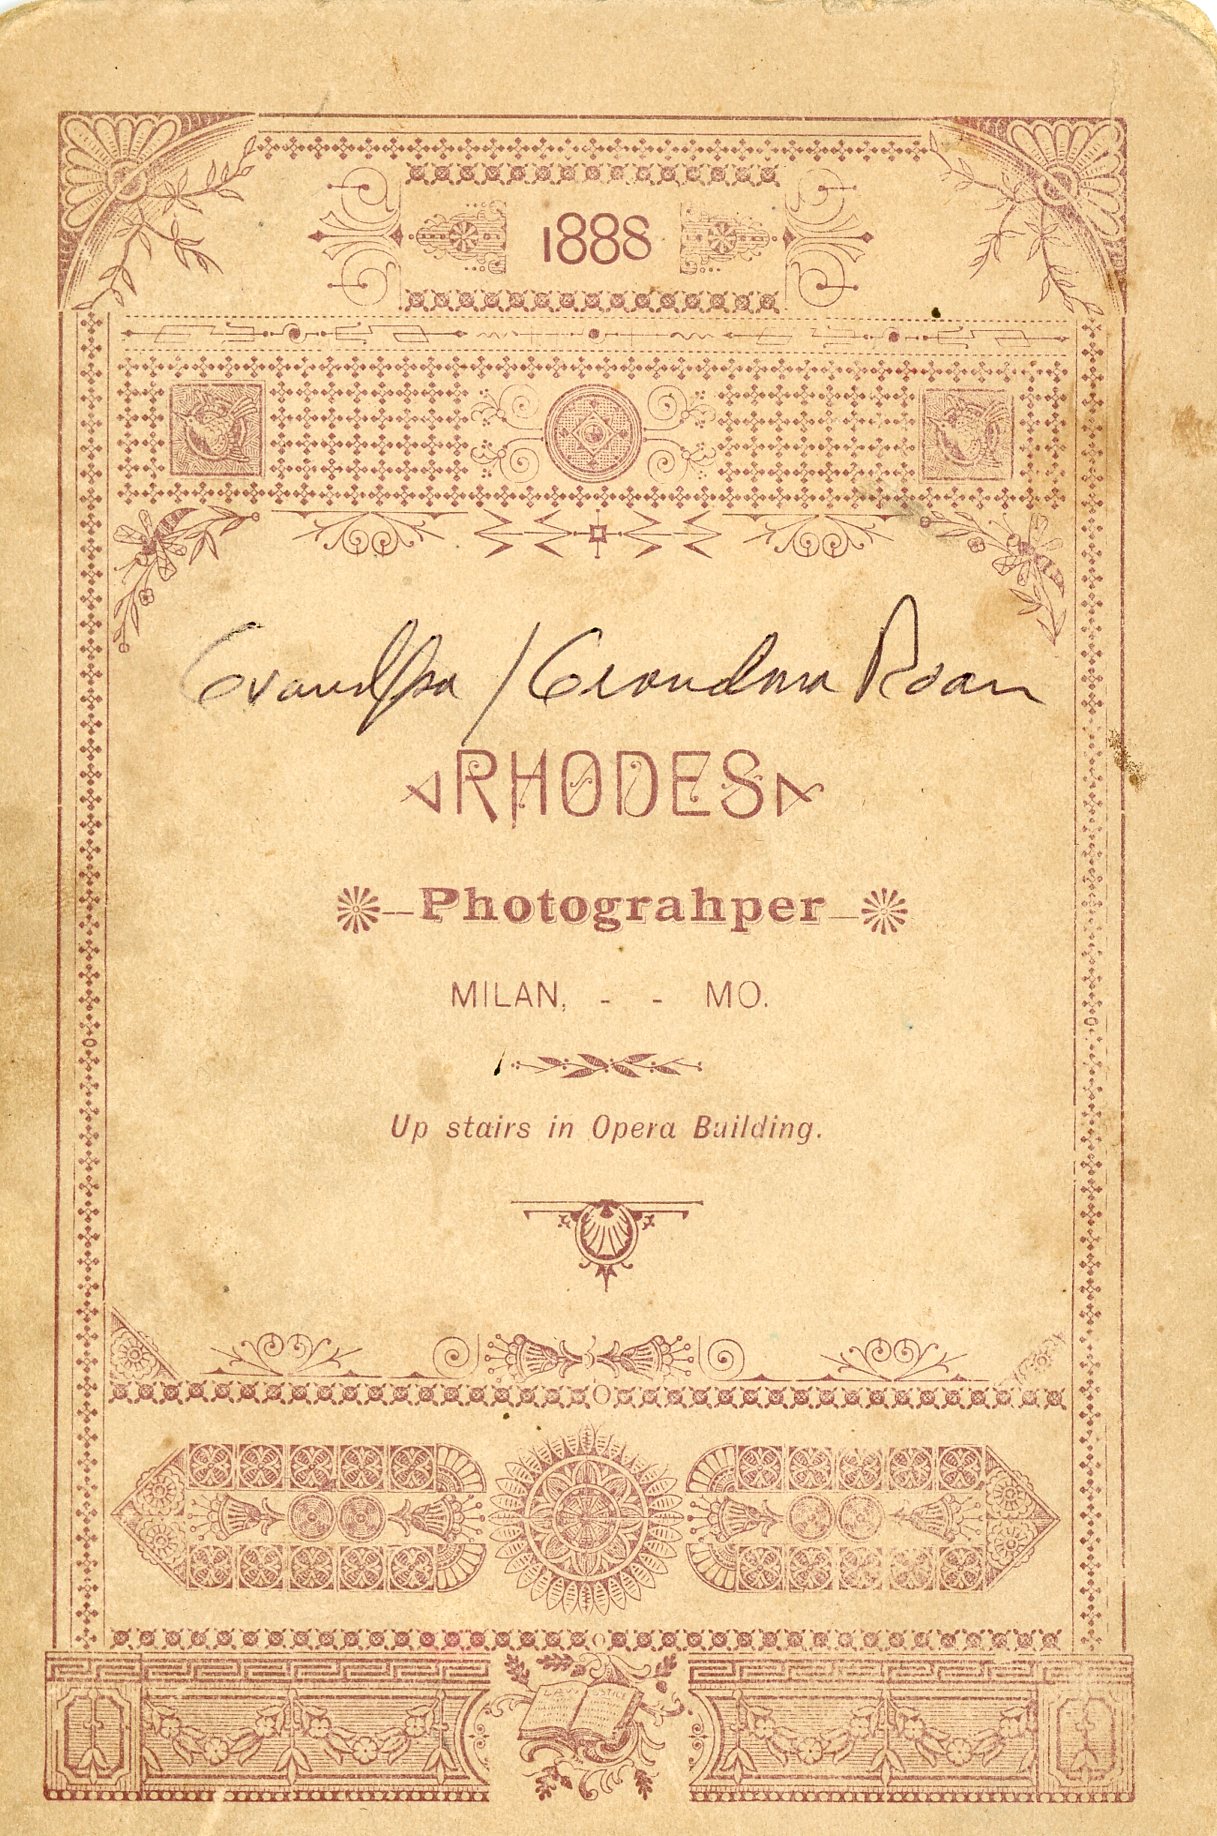 1888
Grandpa / Grandma Roan
RHODES
Photograhper
MILAN, - - MO.
Up stairs in Opera Building.